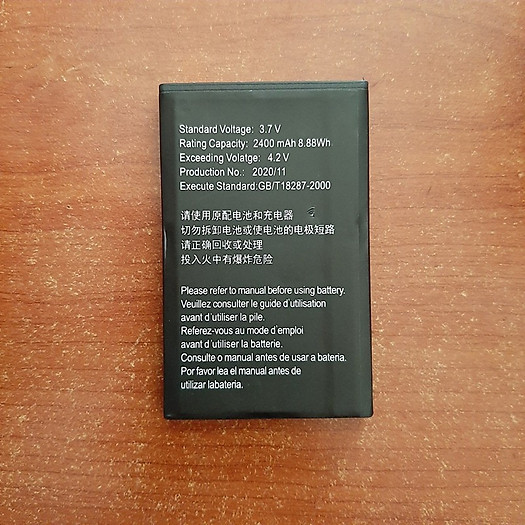 Standard Voltage: 3.7 V
Rating Capacity: 2400 mAh 8.88Wh
Exceeding Volatge: 4.2 V
Production No.: 2020/11
Execute Standard:GB/T18287-2000
请使用原配电池和充电器
切勿拆卸电池或使电池的电极短路
请正确回收或处理
投入火中有爆炸危险
Please refer to manual before using battery.
Veuillez consulter le guide d'utilisation
avant d'utiliser la pile.
Referez-vous au mode d'emploi
avant d'utiliser la batterie.
Consulte o manual antes de usar a bateria.
Por favor lea el manual antes de
utilizar labateria.